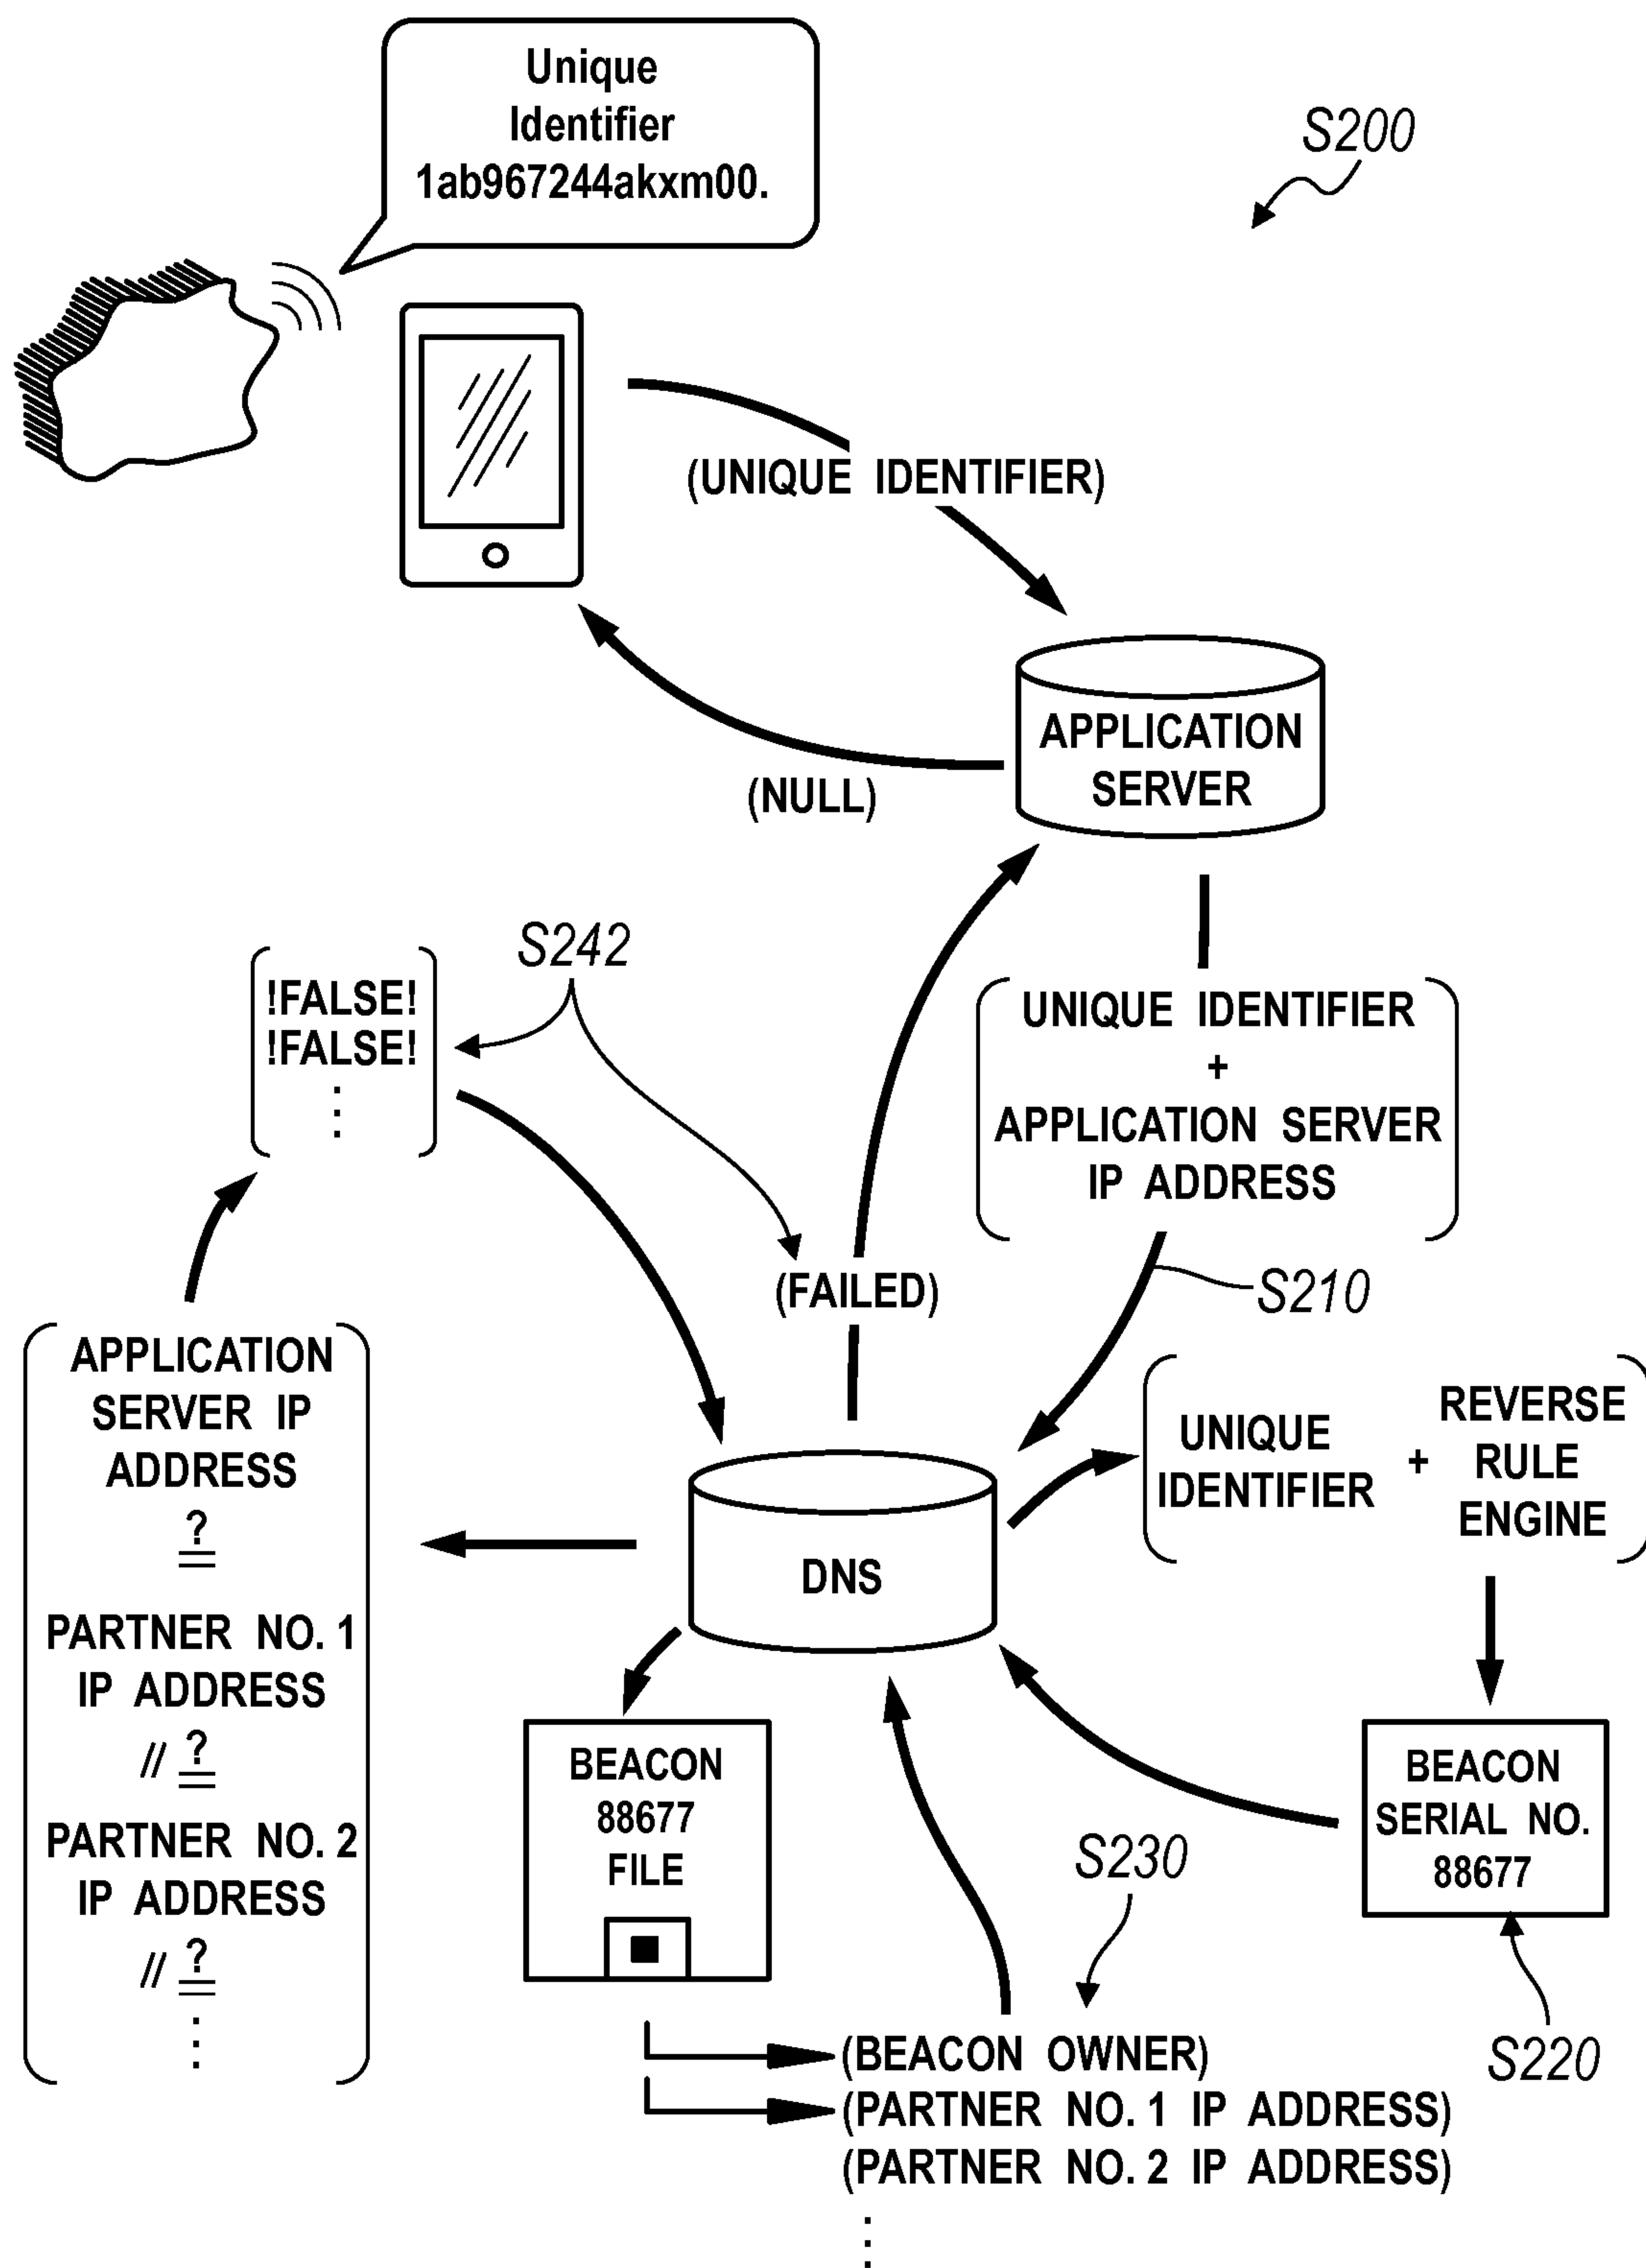 Unique
Identifier
1ab967244akxm00.
S200
(UNIQUE IDENTIFIER)
APPLICATION
SERVER
(NULL)
S242
!FALSE!
!FALSE!
⋮
UNIQUE IDENTIFIER
+
APPLICATION SERVER
IP ADDRESS
(FAILED)
S210
APPLICATION
SERVER IP
ADDRESS
?
=
PARTNER NO. 1
IP ADDRESS
// ?
=
PARTNER NO. 2
IP ADDRESS
// ?
=
⋮
UNIQUE
IDENTIFIER
+
REVERSE
RULE
ENGINE
DNS
BEACON
88677
FILE
BEACON
SERIAL NO.
88677
S230
S220
(BEACON OWNER)
(PARTNER NO. 1 IP ADDRESS)
(PARTNER NO. 2 IP ADDRESS)
⋮